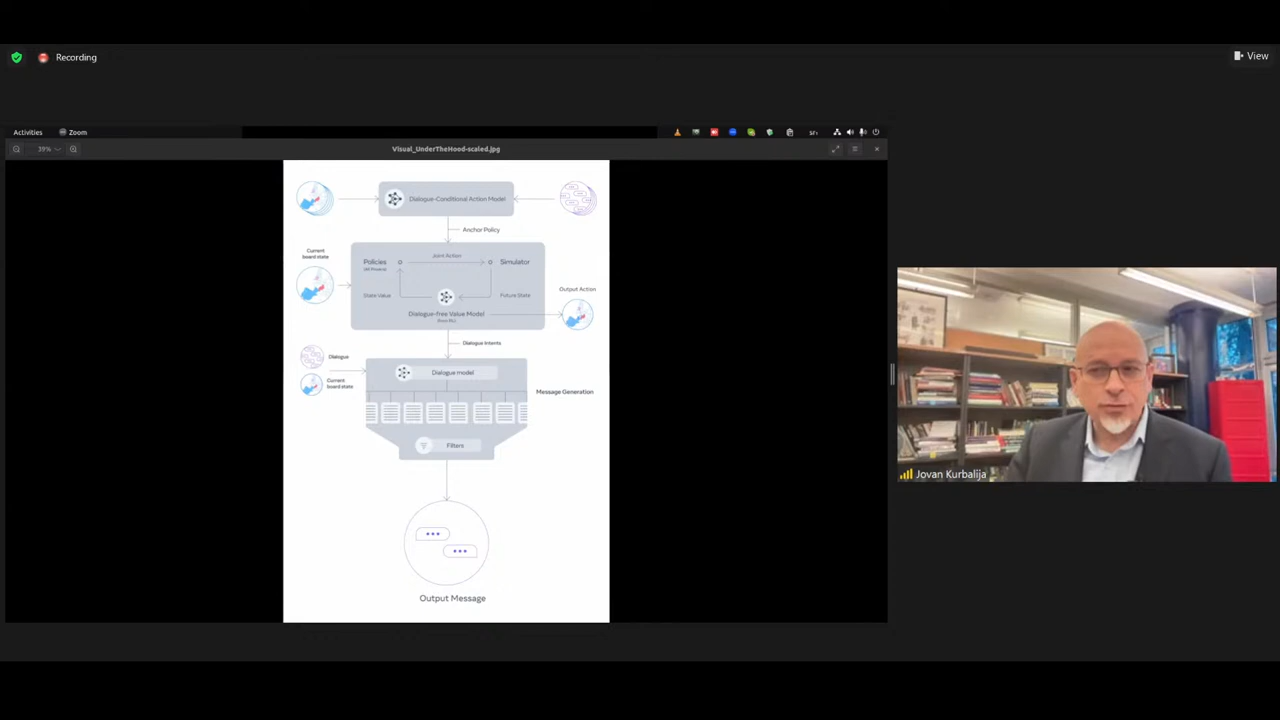 Recording
View
Activities
Zoom
39%
Visual_UnderTheHood-scaled.jpg
Dialogue-Conditional Action Model
Anchor Policy
Current
board state
Policies
Joint Action
Simulator
State Value
Future State
Output Action
Dialogue-free Value Model
Dialogue Intents
Dialogue
Current
board state
Dialogue model
Message Generation
Filters
Output Message
Jovan Kurbalija